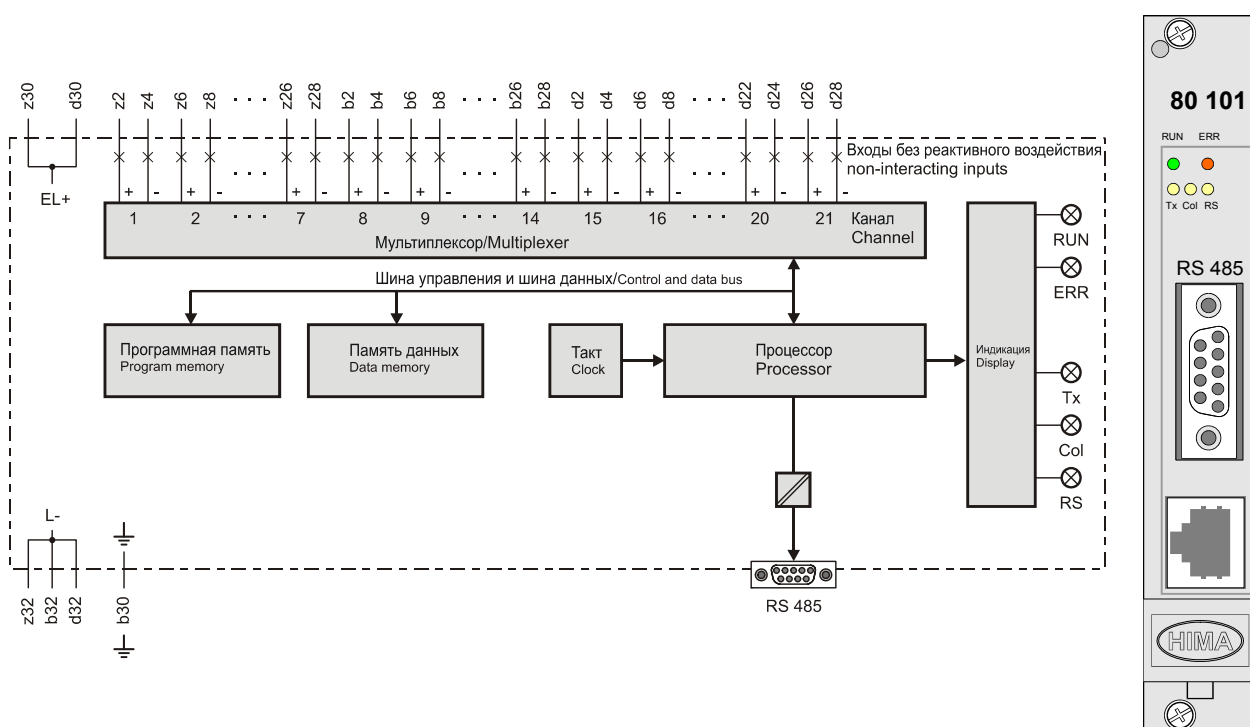 z30 d30 z2 z4 z6 z8 · · · z26 z28 b2 b4 b6 b8 · · · b26 b28 d2 d4 d6 d8 · · · d22 d24 d26 d28
80 101
RUN ERR
Tx Col RS
RS 485
HIMA
Входы без реактивного воздействия
non-interacting inputs
EL+
+ - + - + - + - + - + - + - + - + - + -
1 2 · · · 7 8 9 · · · 14 15 16 · · · 20 21 Канал
Channel
Мультиплексор/Multiplexer
Шина управления и шина данных/Control and data bus
Программная память
Program memory
Память данных
Data memory
Такт
Clock
Процессор
Processor
Индикация
Display
RUN
ERR
Tx
Col
RS
L-
z32 b32 d32 b30
RS 485